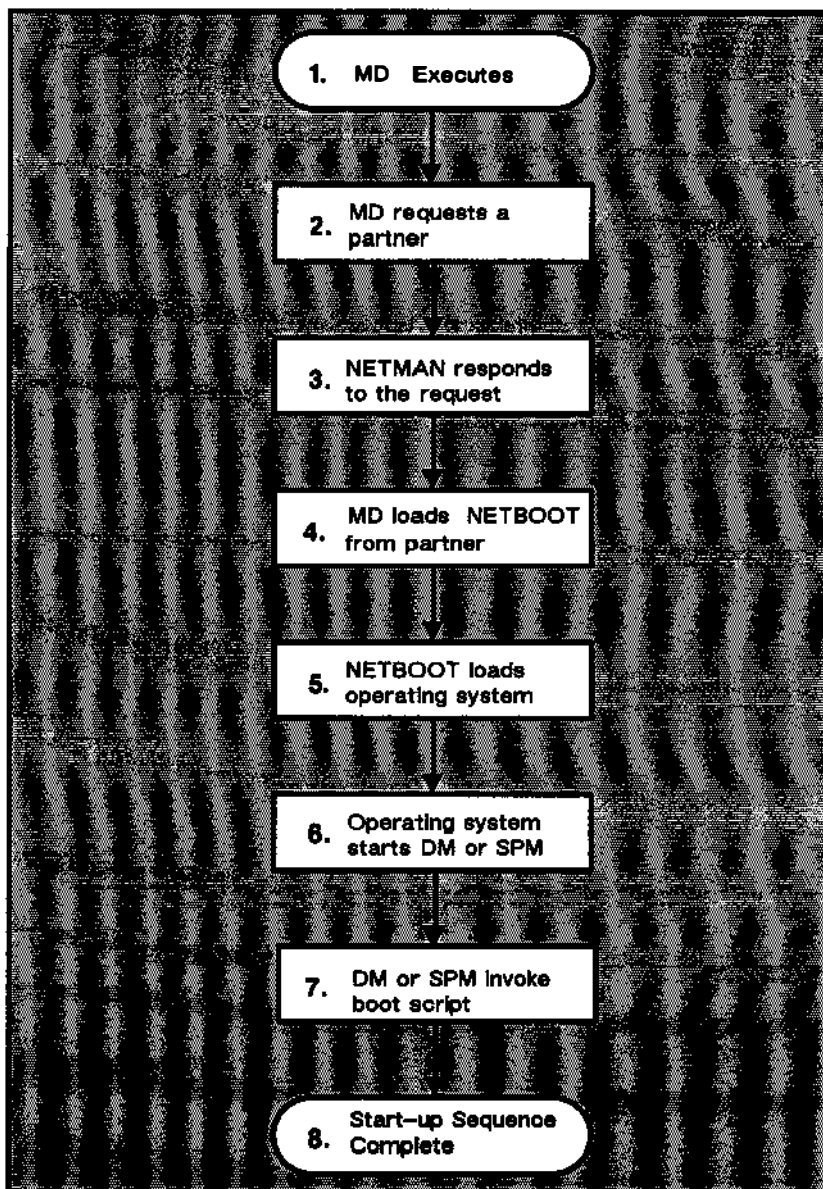 1. MD Executes
2. MD requests a
partner
3. NETMAN responds
to the request
4. MD loads NETBOOT
from partner
5. NETBOOT loads
operating system
6. Operating system
starts DM or SPM
7. DM or SPM invoke
boot script
8. Start-up Sequence
Complete